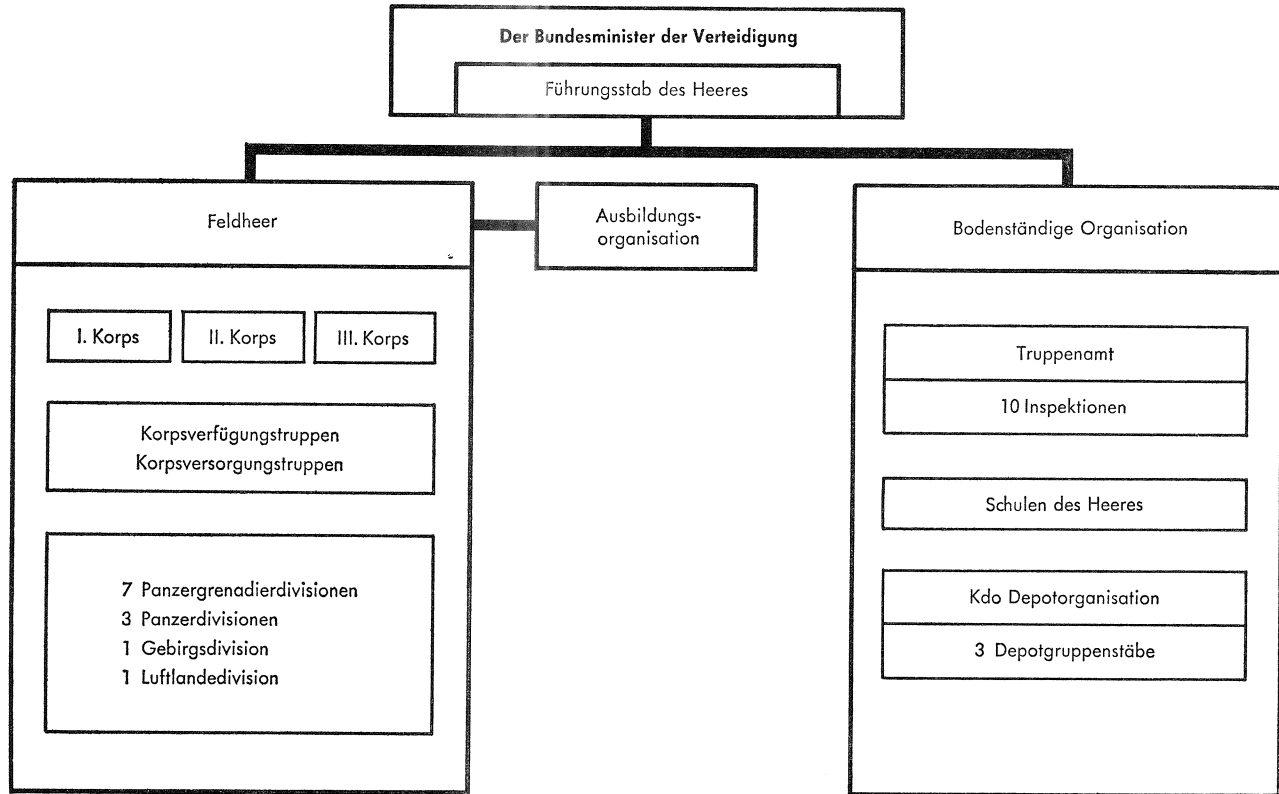 Der Bundesminister der Verteidigung
Führungsstab des Heeres
Feldheer
Ausbildungs-
organisation
Bodenständige Organisation
I. Korps
II. Korps
III. Korps
Korpsverfügungstruppen
Korpsversorgungstruppen
7 Panzergrenadierdivisionen
3 Panzerdivisionen
1 Gebirgsdivision
1 Luftlandedivision
Truppenamt
10 Inspektionen
Schulen des Heeres
Kdo Depotorganisation
3 Depotgruppenstäbe